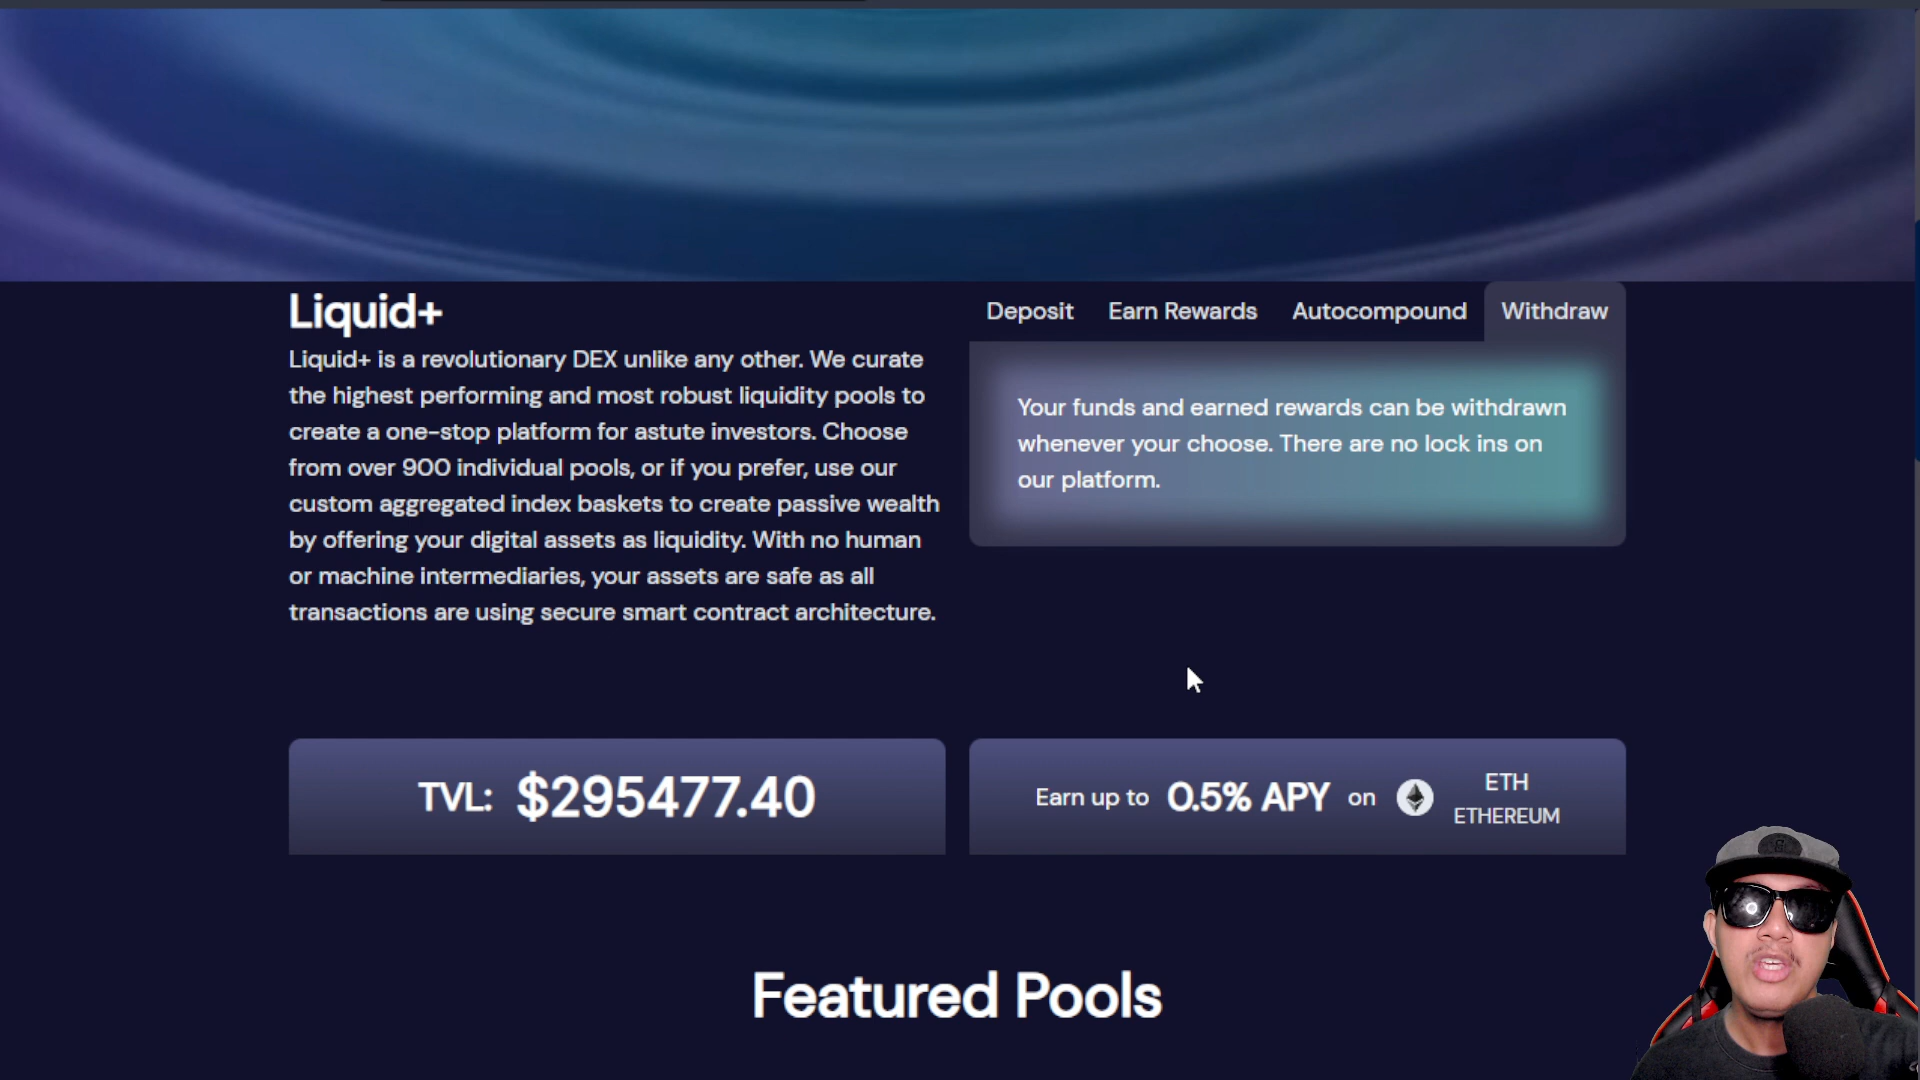 Liquid+
Liquid+ is a revolutionary DEX unlike any other. We curate
the highest performing and most robust liquidity pools to
create a one-stop platform for astute investors. Choose
from over 900 individual pools, or if you prefer, use our
custom aggregated index baskets to create passive wealth
by offering your digital assets as liquidity. With no human
or machine intermediaries, your assets are safe as all
transactions are using secure smart contract architecture.
Deposit Earn Rewards Autocompound Withdraw
Your funds and earned rewards can be withdrawn
whenever your choose. There are no lock ins on
our platform.
TVL: $295477.40
Earn up to 0.5% APY on ETH
ETHEREUM
Featured Pools